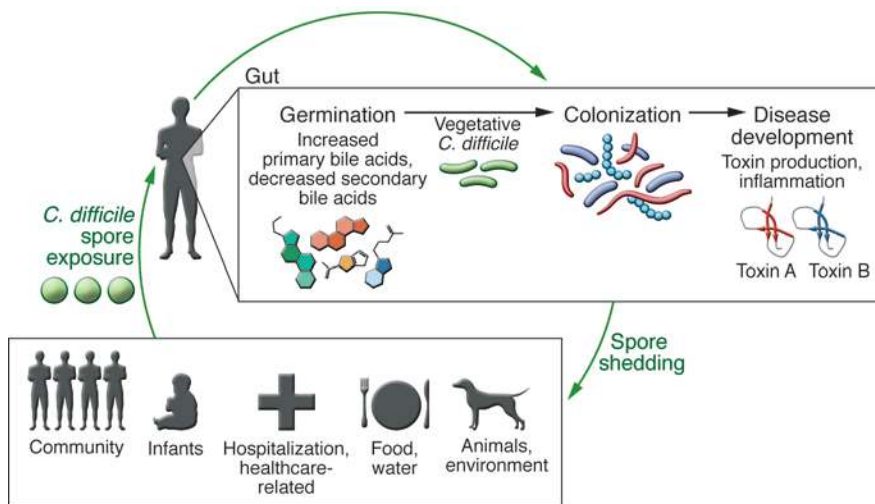 Gut
Germination
Increased
primary bile acids,
decreased secondary
bile acids
Vegetative
C. difficile
Colonization
Disease
development
Toxin production,
inflammation
Toxin A
Toxin B
C. difficile
spore
exposure
Spore
shedding
Community
Infants
Hospitalization,
healthcare-
related
Food,
water
Animals,
environment